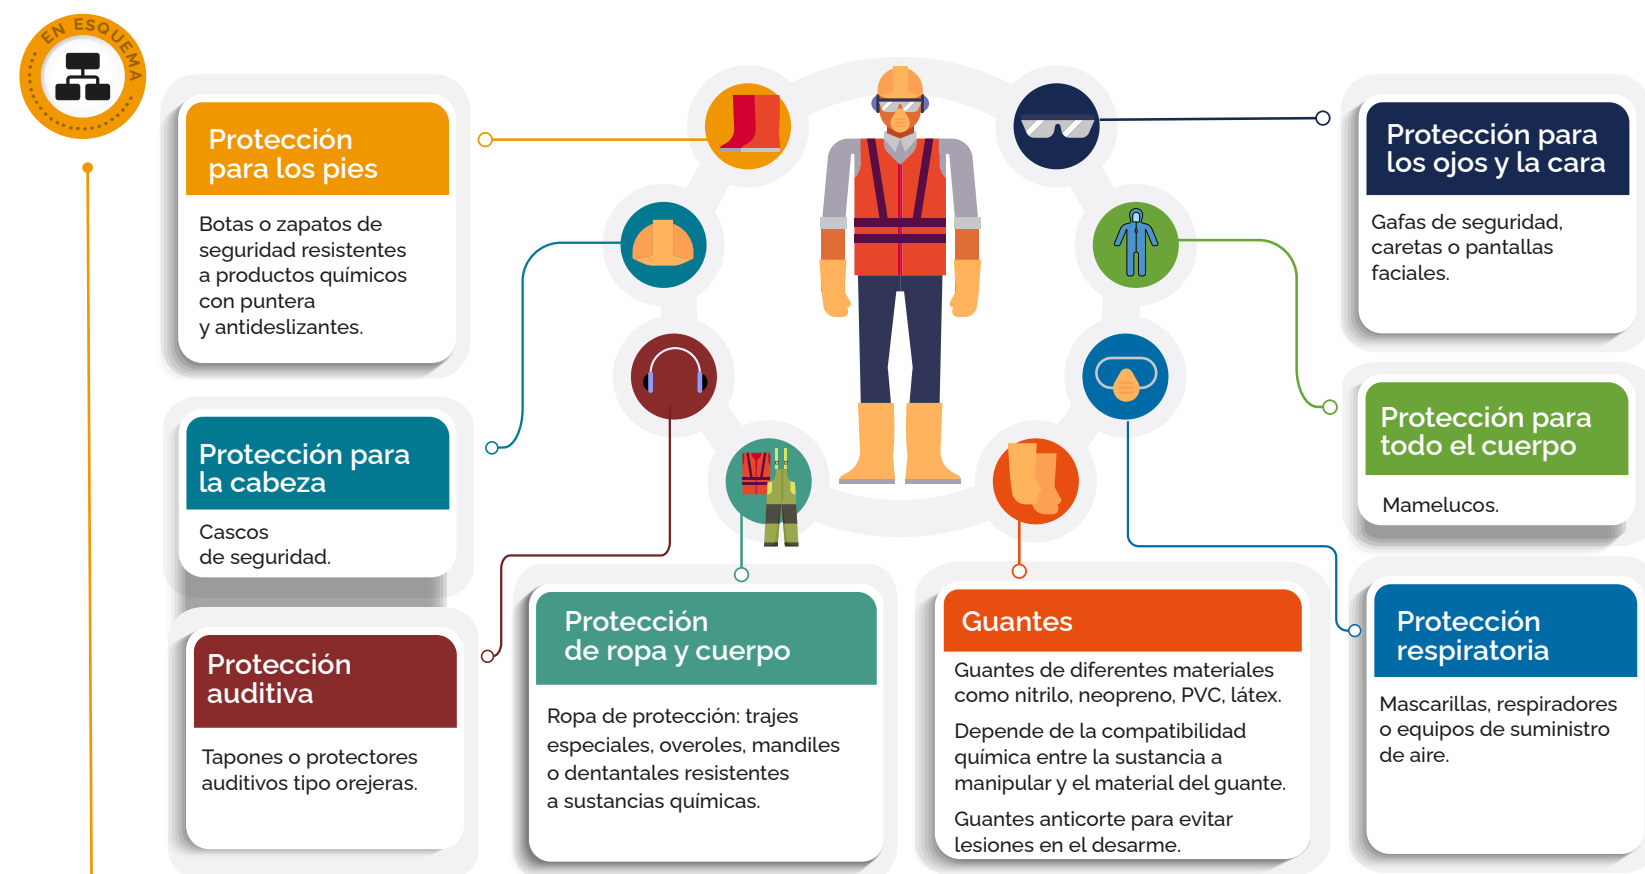 EN ESQUEMA
Protección
para los pies
Botas o zapatos de
seguridad resistentes
a productos químicos
con puntera
y antideslizantes.
Protección para
la cabeza
Cascos
de seguridad.
Protección
auditiva
Tapones o protectores
auditivos tipo orejeras.
Protección
de ropa y cuerpo
Ropa de protección: trajes
especiales, overoles, mandiles
o dentantales resistentes
a sustancias químicas.
Guantes
Guantes de diferentes materiales
como nitrilo, neopreno, PVC, látex.
Depende de la compatibilidad
química entre la sustancia a
manipular y el material del guante.
Guantes anticorte para evitar
lesiones en el desarme.
Protección para
los ojos y la cara
Gafas de seguridad,
caretas o pantallas
faciales.
Protección para
todo el cuerpo
Mamelucos.
Protección
respiratoria
Mascarillas, respiradores
o equipos de suministro
de aire.